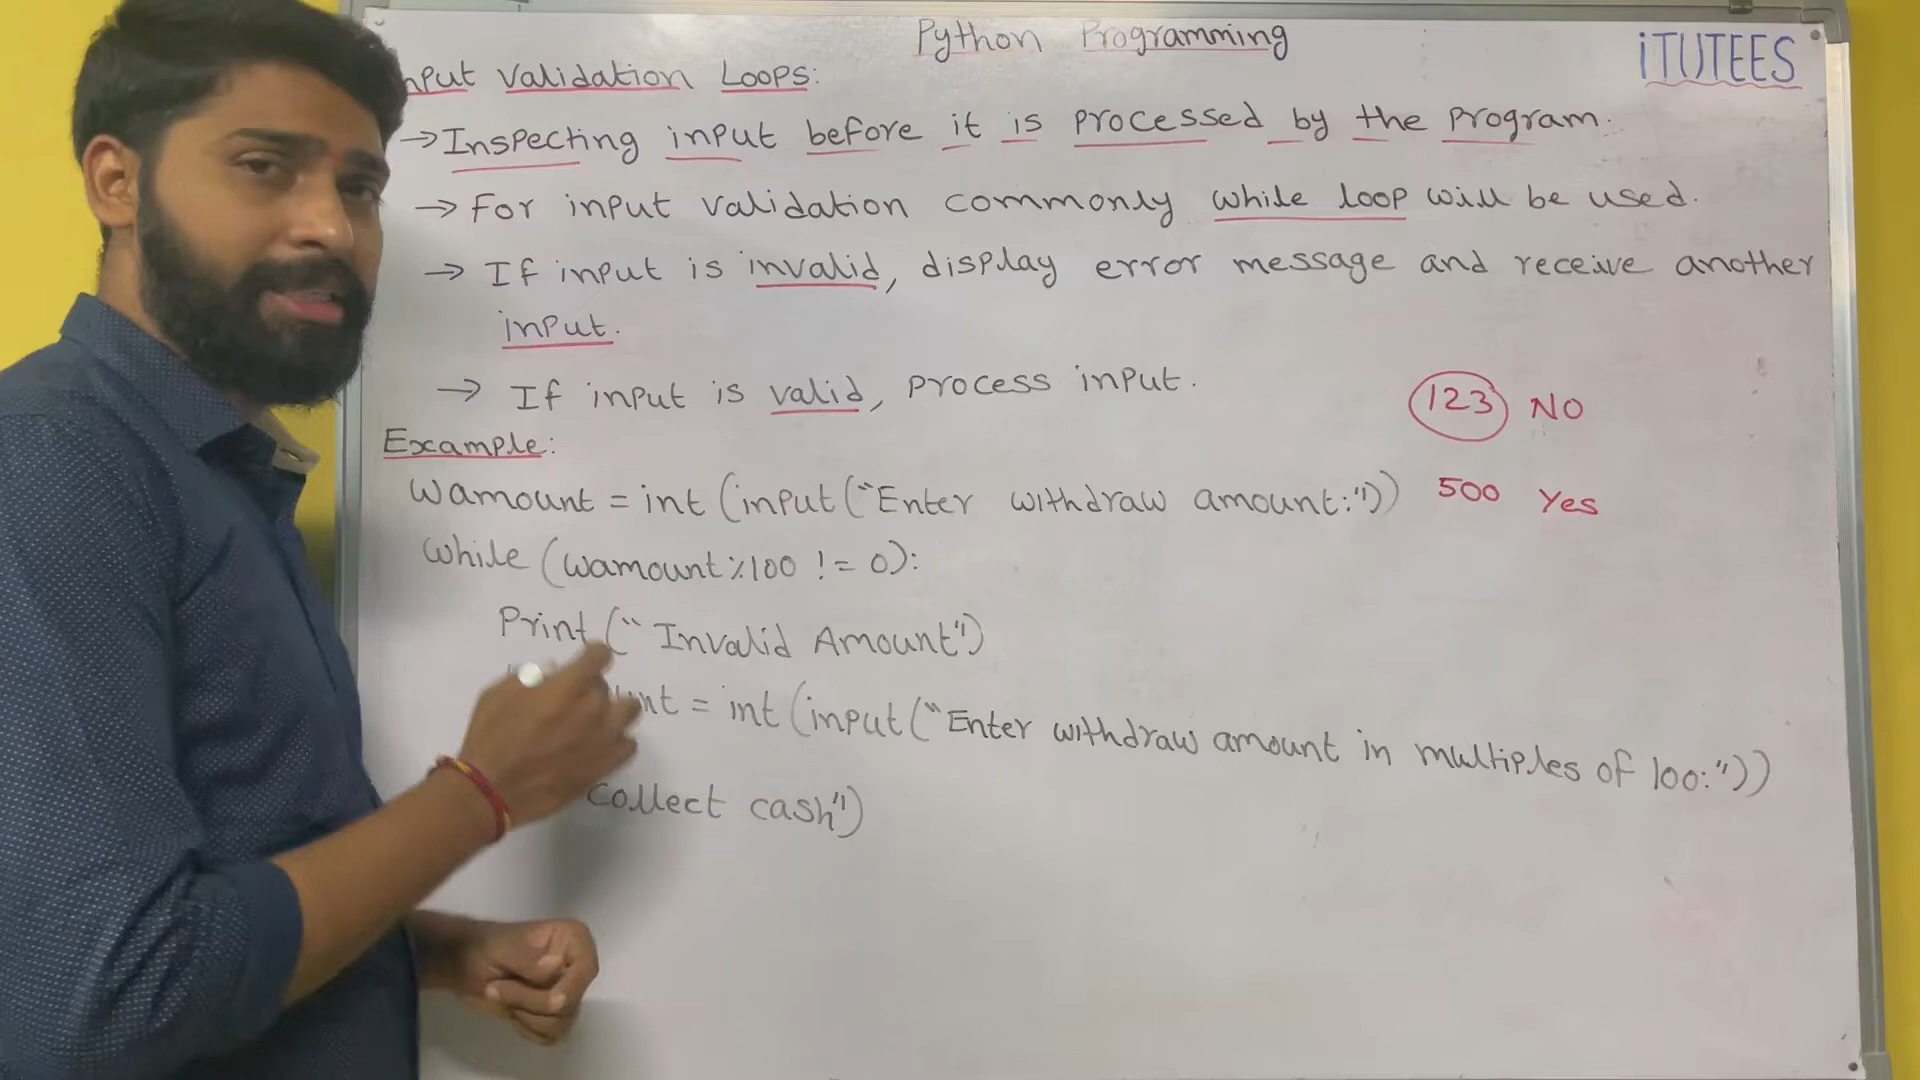 Python Programming
iTUTEES
nput Validation Loops:
→ Inspecting input before it is processed by the program.
→ For input validation commonly while loop will be used.
→ If input is invalid, display error message and receive another
input.
→ If input is valid, process input.
123 NO
Example:
wamount = int (input ("Enter withdraw amount:")) 500 Yes
while (wamount%100 != 0):
Print (" Invalid Amount")
unt = int (input ("Enter withdraw amount in multiples of 100:"))
collect cash")